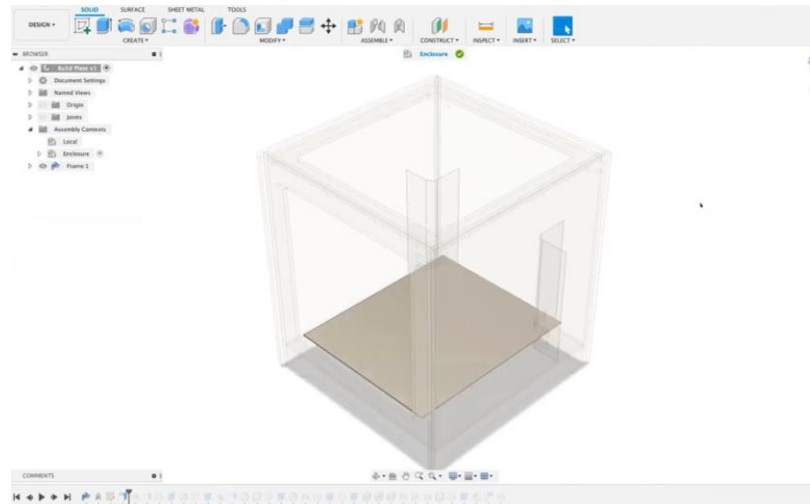 SOLID SURFACE SHEET METAL TOOLS
DESIGN
CREATE MODIFY ASSEMBLE CONSTRUCT INSPECT INSERT SELECT
BROWSER
Enclosure
Build Plate v1
Document Settings
Named Views
Origin
Joints
Assembly Contexts
Local
Enclosure
Frame 1
COMMENTS